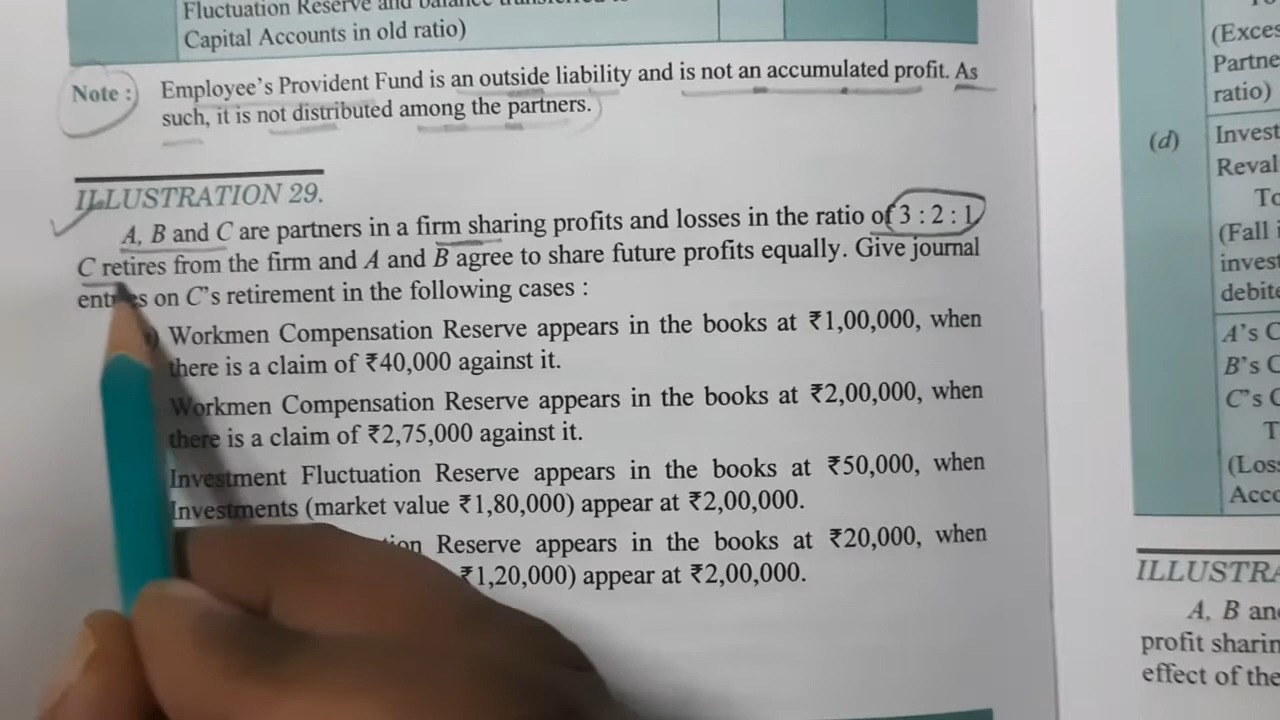 Fluctuation Reserve and balance transferred to
Capital Accounts in old ratio)
Note : Employee's Provident Fund is an outside liability and is not an accumulated profit. As
such, it is not distributed among the partners.
ILLUSTRATION 29.
A, B and C are partners in a firm sharing profits and losses in the ratio of 3 : 2 : 1
C retires from the firm and A and B agree to share future profits equally. Give journal
entries on C's retirement in the following cases :
) Workmen Compensation Reserve appears in the books at ₹1,00,000, when
there is a claim of ₹40,000 against it.
Workmen Compensation Reserve appears in the books at ₹2,00,000, when
there is a claim of ₹2,75,000 against it.
Investment Fluctuation Reserve appears in the books at ₹50,000, when
Investments (market value ₹1,80,000) appear at ₹2,00,000.
Reserve appears in the books at ₹20,000, when
₹1,20,000) appear at ₹2,00,000.
(Exces
Partne
ratio)
(d) Invest
Reval
To
(Fall i
invest
debite
A's C
B's C
C's C
T
(Loss
Acco
ILLUSTRA
A, B an
profit sharin
effect of the